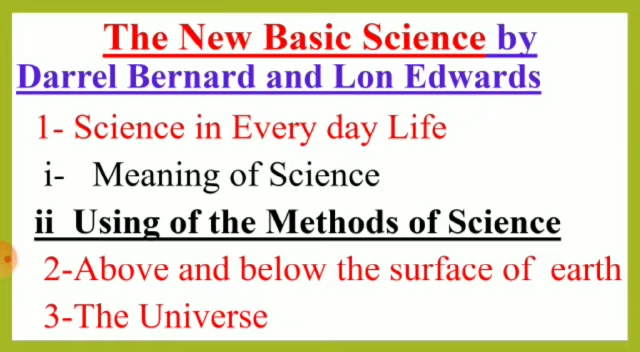 The New Basic Science by
Darrel Bernard and Lon Edwards
1- Science in Every day Life
i- Meaning of Science
ii Using of the Methods of Science
2-Above and below the surface of earth
3-The Universe